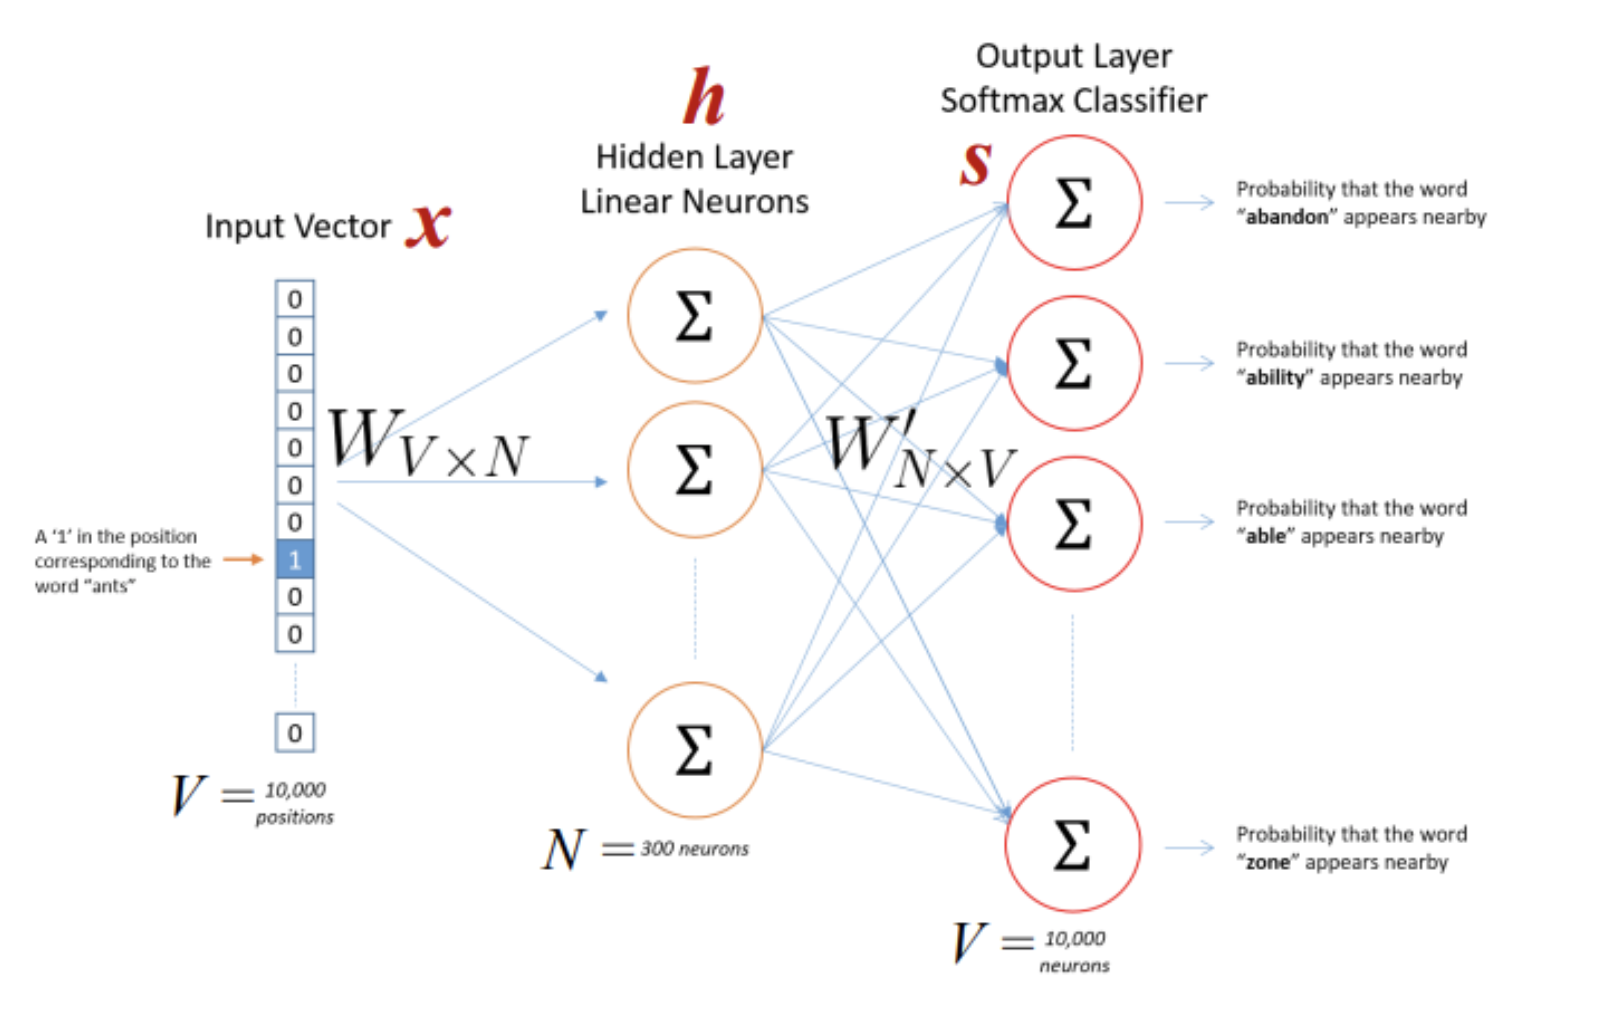 Output Layer
Softmax Classifier
h
Hidden Layer
Linear Neurons
s
Input Vector x
0
0
0
0
0
0
0
1
0
0
0
A ‘1’ in the position
corresponding to the
word “ants”
W V×N
V = 10,000
positions
Σ
Σ
Σ
N = 300 neurons
W′ N×V
Σ
Σ
Σ
Σ
V = 10,000
neurons
Probability that the word
“abandon” appears nearby
Probability that the word
“ability” appears nearby
Probability that the word
“able” appears nearby
Probability that the word
“zone” appears nearby